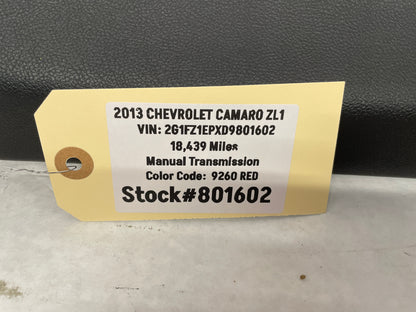 2013 CHEVROLET CAMARO ZL1
VIN: 2G1FZ1EPXD9801602
18,439 Miles
Manual Transmission
Color Code: 9260 RED
Stock#801602